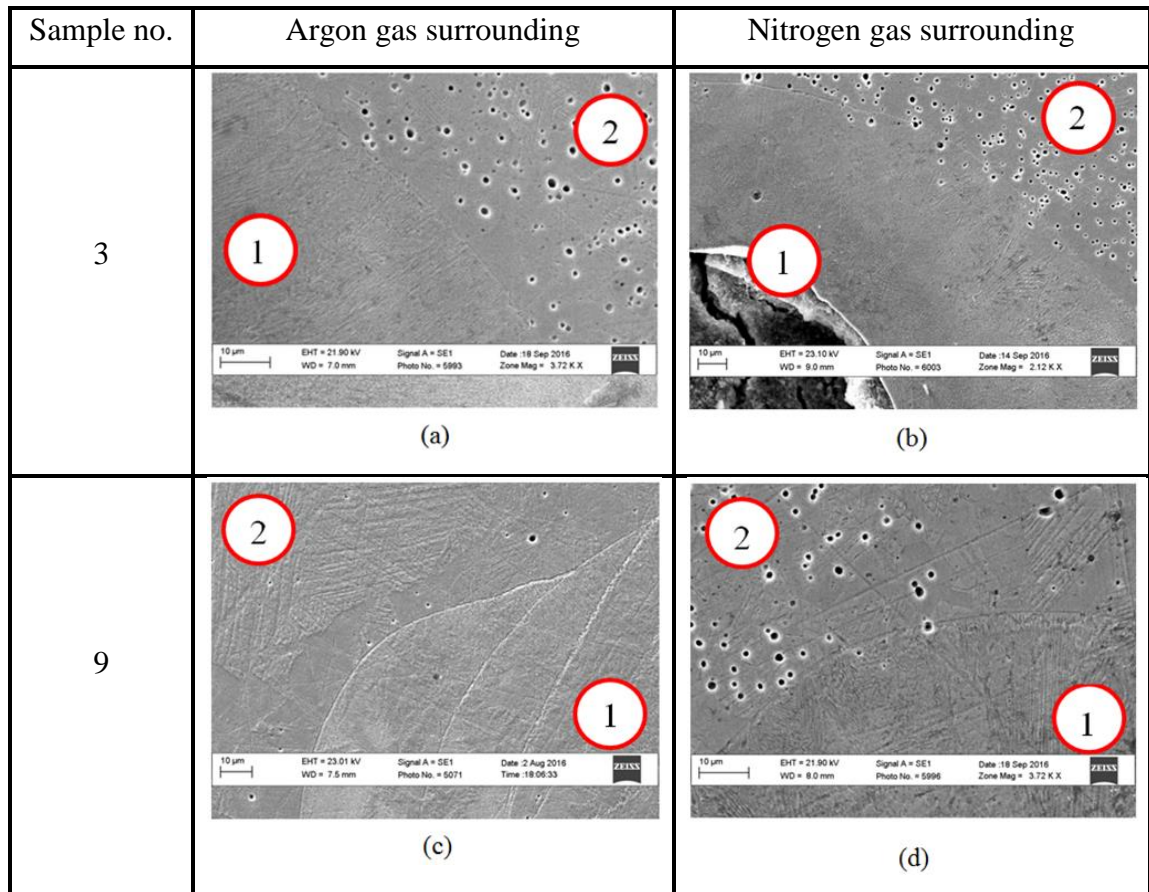 Sample no. Argon gas surrounding Nitrogen gas surrounding
3
2
1
10 µm EHT = 21.90 kV Signal A = SE1 Date :18 Sep 2016 ZEISS
WD = 7.0 mm Photo No. = 5993 Zone Mag = 3.72 K X
(a)
2
1
10 µm EHT = 23.10 kV Signal A = SE1 Date :14 Sep 2016 ZEISS
WD = 9.0 mm Photo No. = 6003 Zone Mag = 2.12 K X
(b)
9
2
1
10 µm EHT = 23.01 kV Signal A = SE1 Date :2 Aug 2016 ZEISS
WD = 7.5 mm Photo No. = 5071 Time :18:06:33
(c)
2
1
10 µm EHT = 21.90 kV Signal A = SE1 Date :18 Sep 2016 ZEISS
WD = 8.0 mm Photo No. = 5996 Zone Mag = 3.72 K X
(d)